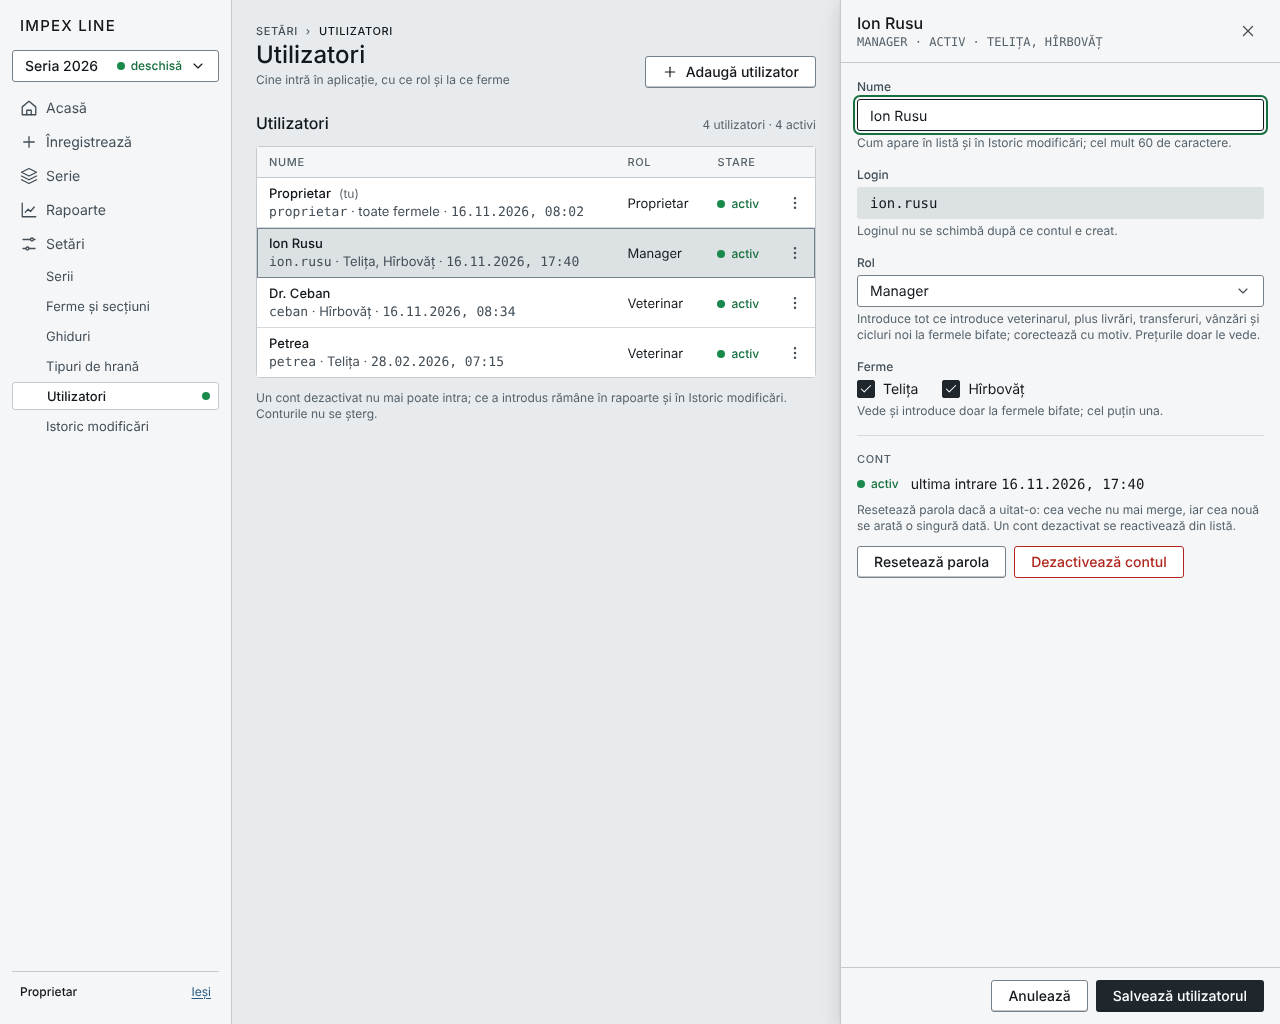 IMPEX LINE
Seria 2026 deschisă
Acasă
Înregistrează
Serie
Rapoarte
Setări
Serii
Ferme și secțiuni
Ghiduri
Tipuri de hrană
Utilizatori
Istoric modificări
Proprietar Ieși
SETĂRI › UTILIZATORI
Utilizatori
Cine intră în aplicație, cu ce rol și la ce ferme
Adaugă utilizator
Utilizatori
4 utilizatori · 4 activi
NUME ROL STARE
Proprietar (tu)
proprietar · toate fermele · 16.11.2026, 08:02
Proprietar activ
Ion Rusu
ion.rusu · Telița, Hîrbovăț · 16.11.2026, 17:40
Manager activ
Dr. Ceban
ceban · Hîrbovăț · 16.11.2026, 08:34
Veterinar activ
Petrea
petrea · Telița · 28.02.2026, 07:15
Veterinar activ
Un cont dezactivat nu mai poate intra; ce a introdus rămâne în rapoarte și în Istoric modificări.
Conturile nu se șterg.
Ion Rusu
MANAGER · ACTIV · TELIȚA, HÎRBOVĂȚ
Nume
Ion Rusu
Cum apare în listă și în Istoric modificări; cel mult 60 de caractere.
Login
ion.rusu
Loginul nu se schimbă după ce contul e creat.
Rol
Manager
Introduce tot ce introduce veterinarul, plus livrări, transferuri, vânzări și
cicluri noi la fermele bifate; corectează cu motiv. Prețurile doar le vede.
Ferme
Telița Hîrbovăț
Vede și introduce doar la fermele bifate; cel puțin una.
CONT
activ ultima intrare 16.11.2026, 17:40
Resetează parola dacă a uitat-o: cea veche nu mai merge, iar cea nouă
se arată o singură dată. Un cont dezactivat se reactivează din listă.
Resetează parola Dezactivează contul
Anulează Salvează utilizatorul